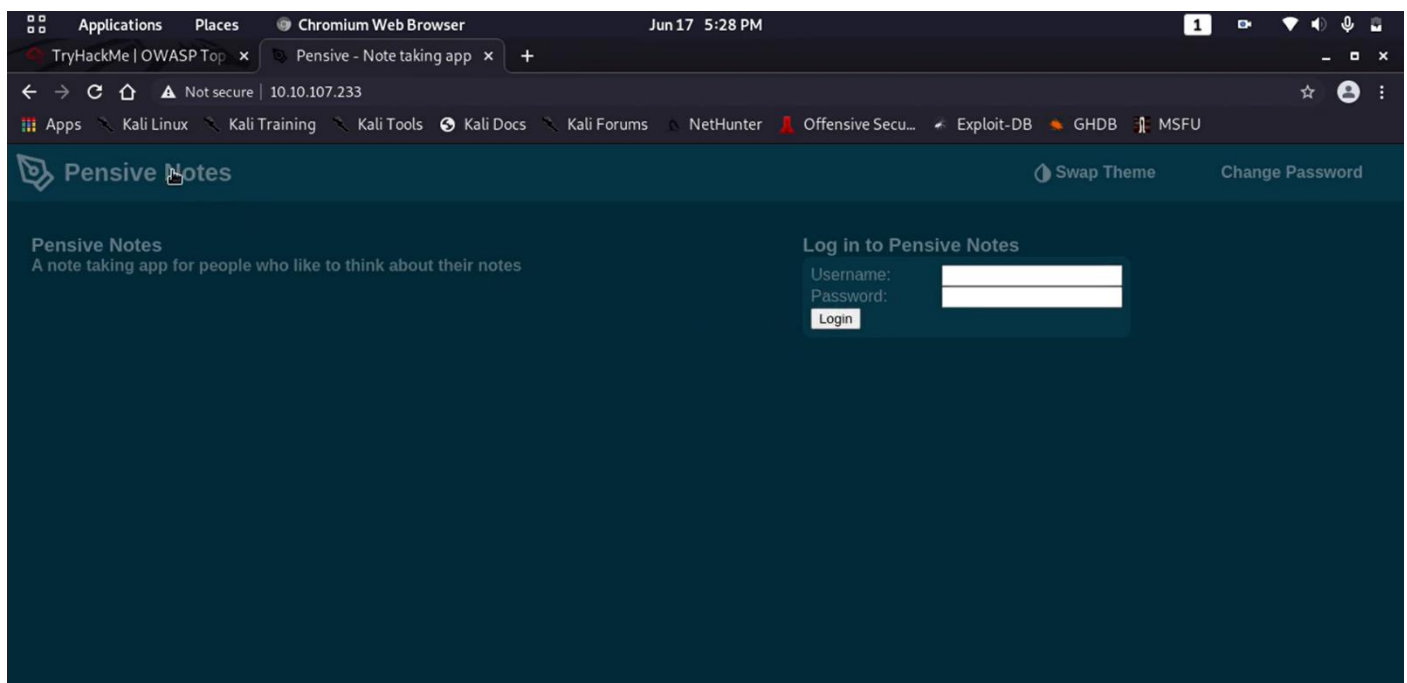 Applications Places Chromium Web Browser Jun 17 5:28 PM 1
TryHackMe | OWASP Top Pensive - Note taking app
Not secure | 10.10.107.233
Apps Kali Linux Kali Training Kali Tools Kali Docs Kali Forums NetHunter Offensive Secu... Exploit-DB GHDB MSFU
Pensive Notes Swap Theme Change Password
Pensive Notes
A note taking app for people who like to think about their notes
Log in to Pensive Notes
Username:
Password:
Login